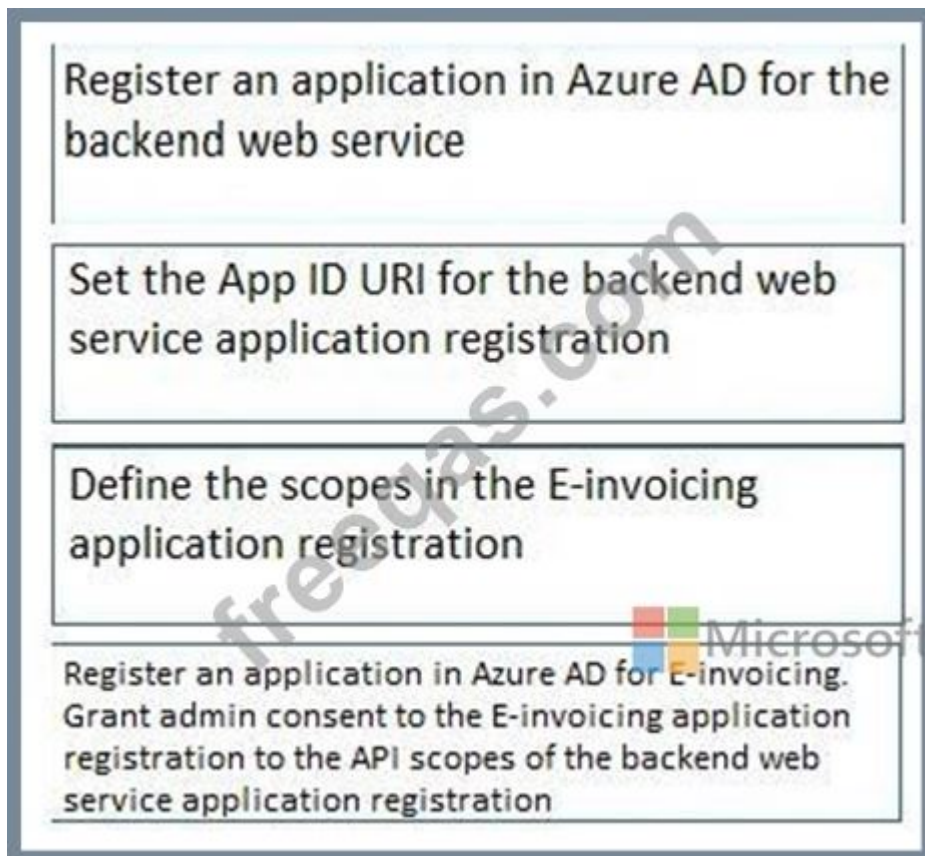 Register an application in Azure AD for the
backend web service
Set the App ID URI for the backend web
service application registration
Define the scopes in the E-invoicing
application registration
freeqas.com
Microsoft
Register an application in Azure AD for E-invoicing.
Grant admin consent to the E-invoicing application
registration to the API scopes of the backend web
service application registration